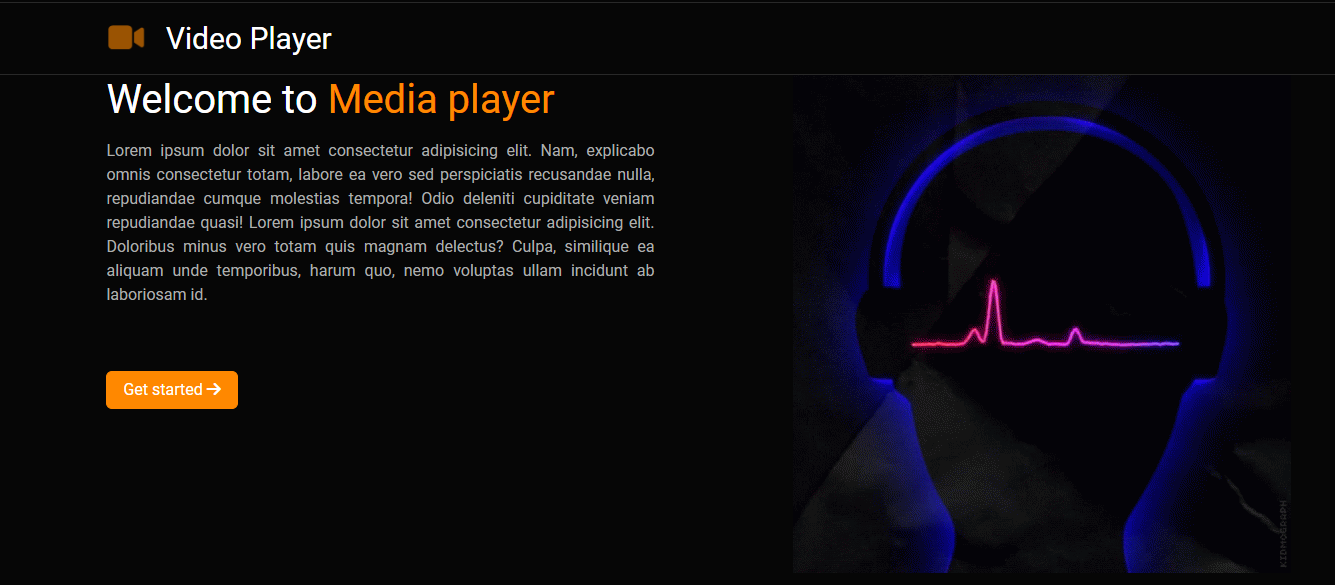 Video Player
Welcome to Media player
Lorem ipsum dolor sit amet consectetur adipisicing elit. Nam, explicabo
omnis consectetur totam, labore ea vero sed perspiciatis recusandae nulla,
repudiandae cumque molestias tempora! Odio deleniti cupiditate veniam
repudiandae quasi! Lorem ipsum dolor sit amet consectetur adipisicing elit.
Doloribus minus vero totam quis magnam delectus? Culpa, similique ea
aliquam unde temporibus, harum quo, nemo voluptas ullam incidunt ab
laboriosam id.
Get started
KIDMOGRAPH